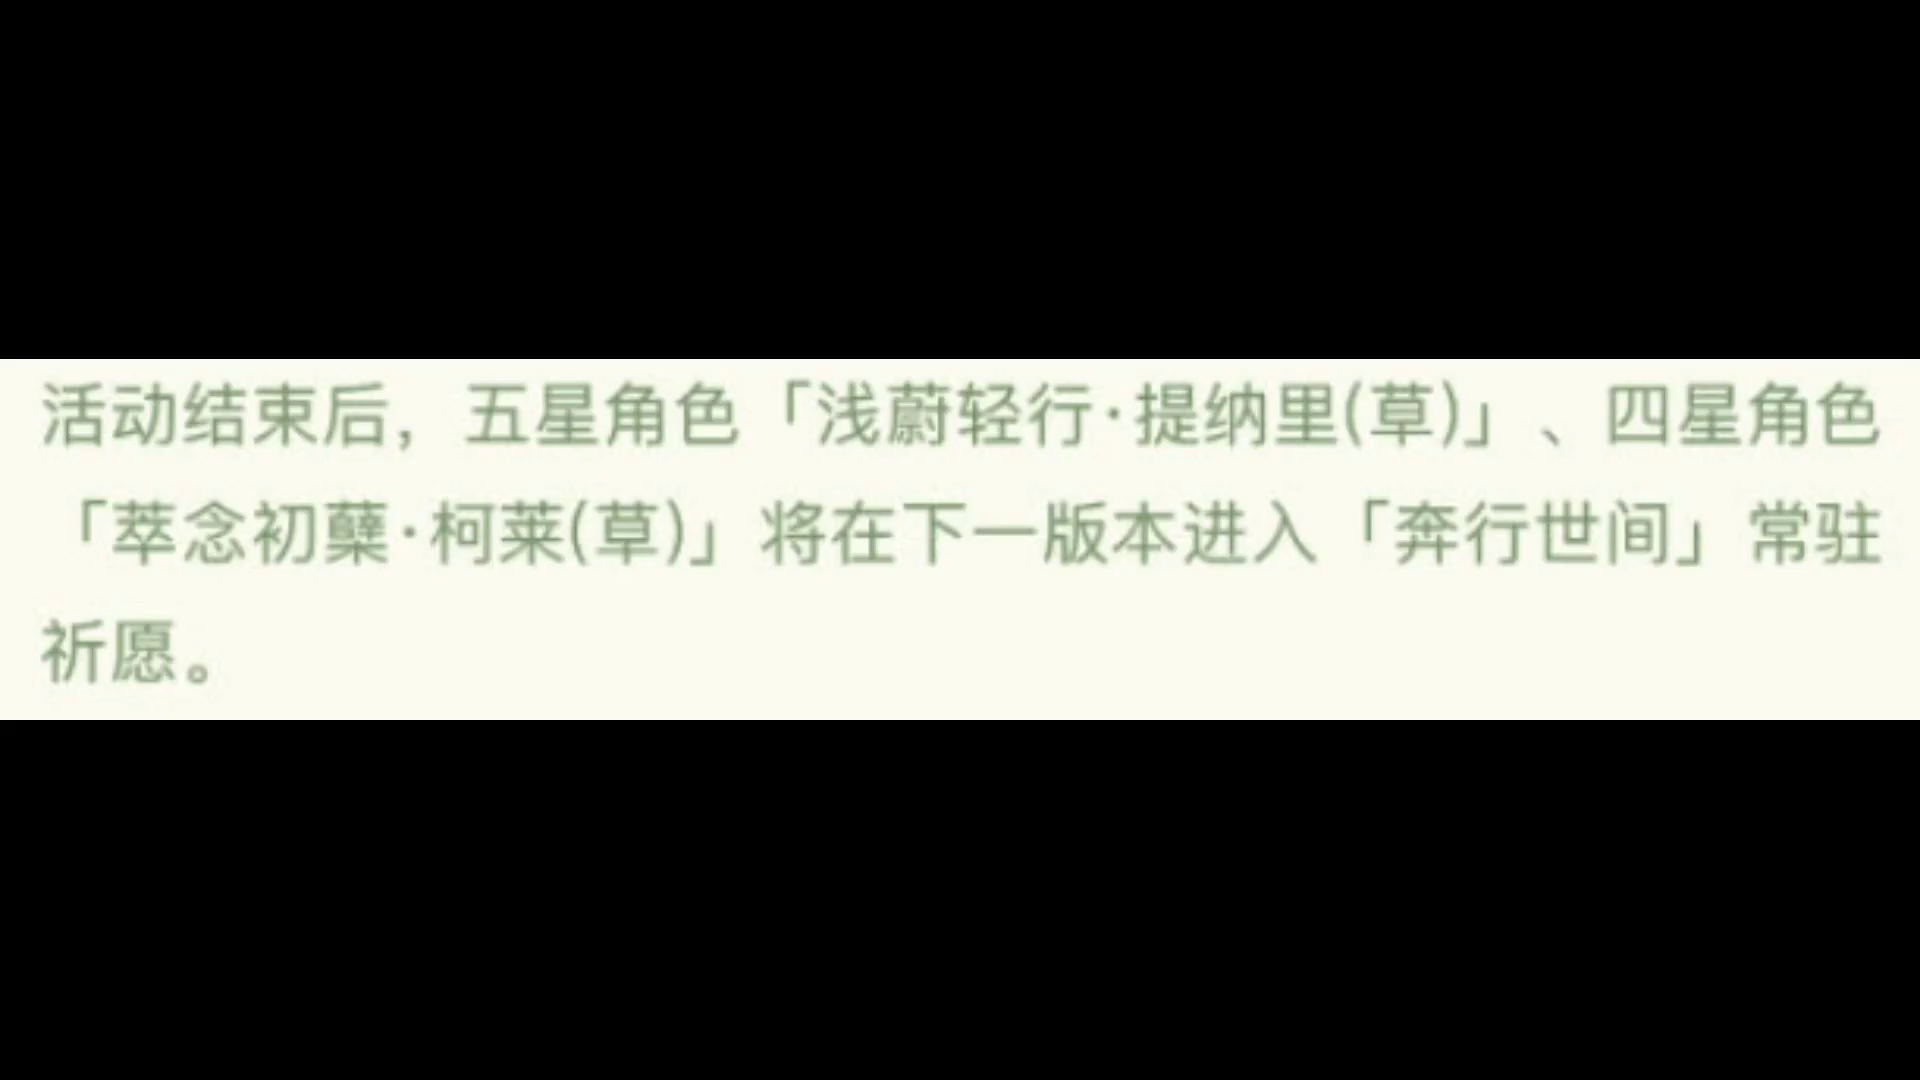 活动结束后，五星角色「浅蔚轻行·提纳里(草)」、四星角色
「萃念初蘖·柯莱(草)」将在下一版本进入「奔行世间」常驻
祈愿。